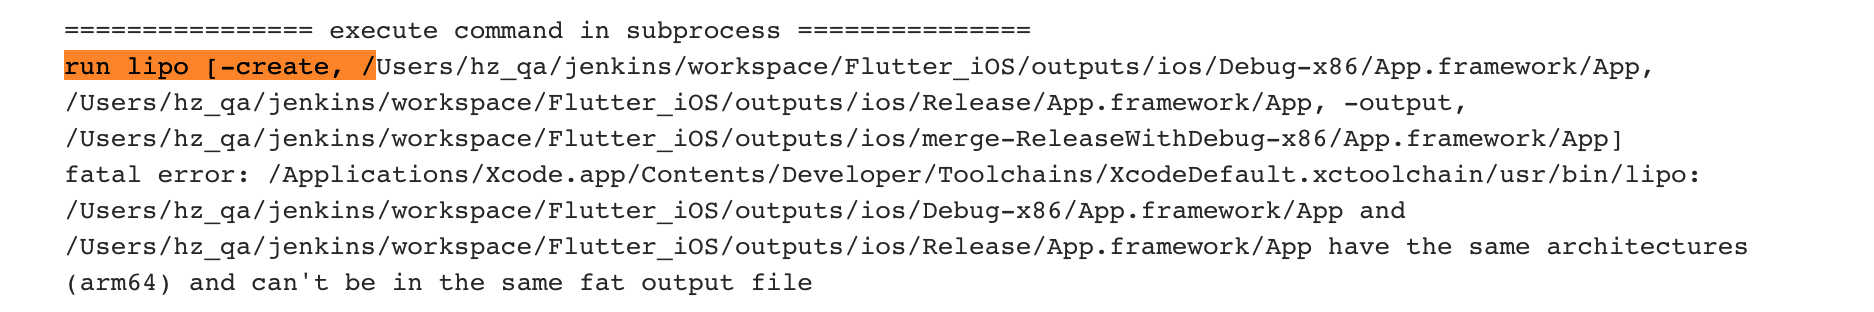 ================ execute command in subprocess ===============
run lipo [-create, /Users/hz_qa/jenkins/workspace/Flutter_iOS/outputs/ios/Debug-x86/App.framework/App,
/Users/hz_qa/jenkins/workspace/Flutter_iOS/outputs/ios/Release/App.framework/App, -output,
/Users/hz_qa/jenkins/workspace/Flutter_iOS/outputs/ios/merge-ReleaseWithDebug-x86/App.framework/App]
fatal error: /Applications/Xcode.app/Contents/Developer/Toolchains/XcodeDefault.xctoolchain/usr/bin/lipo:
/Users/hz_qa/jenkins/workspace/Flutter_iOS/outputs/ios/Debug-x86/App.framework/App and
/Users/hz_qa/jenkins/workspace/Flutter_iOS/outputs/ios/Release/App.framework/App have the same architectures
(arm64) and can't be in the same fat output file